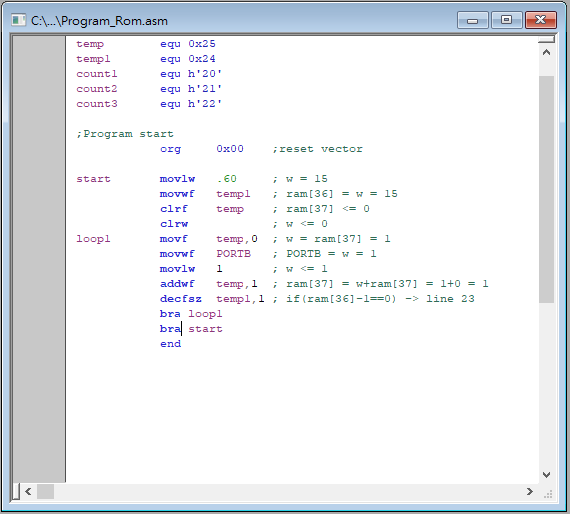 C:\...\Program_Rom.asm
temp equ 0x25
temp1 equ 0x24
count1 equ h'20'
count2 equ h'21'
count3 equ h'22'
;Program start
org 0x00 ;reset vector
start movlw .60 ; w = 15
movwf temp1 ; ram[36] = w = 15
clrf temp ; ram[37] <= 0
clrw ; w <= 0
loop1 movf temp,0 ; w = ram[37] = 1
movwf PORTB ; PORTB = w = 1
movlw 1 ; w <= 1
addwf temp,1 ; ram[37] = w+ram[37] = 1+0 = 1
decfsz temp1,1 ; if(ram[36]-1==0) -> line 23
bra loop1
bra start
end